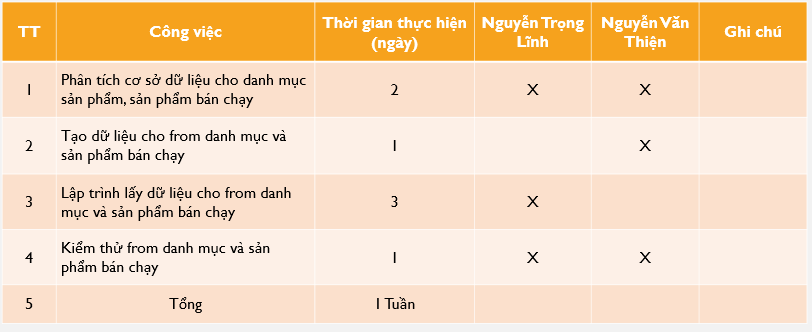 TT Công việc Thời gian thực hiện (ngày) Nguyễn Trọng Lĩnh Nguyễn Văn Thiện Ghi chú
1 Phân tích cơ sở dữ liệu cho danh mục sản phẩm, sản phẩm bán chạy 2 X X
2 Tạo dữ liệu cho from danh mục và sản phẩm bán chạy 1 X
3 Lập trình lấy dữ liệu cho from danh mục và sản phẩm bán chạy 3 X
4 Kiểm thử from danh mục và sản phẩm bán chạy 1 X X
5 Tổng 1 Tuần